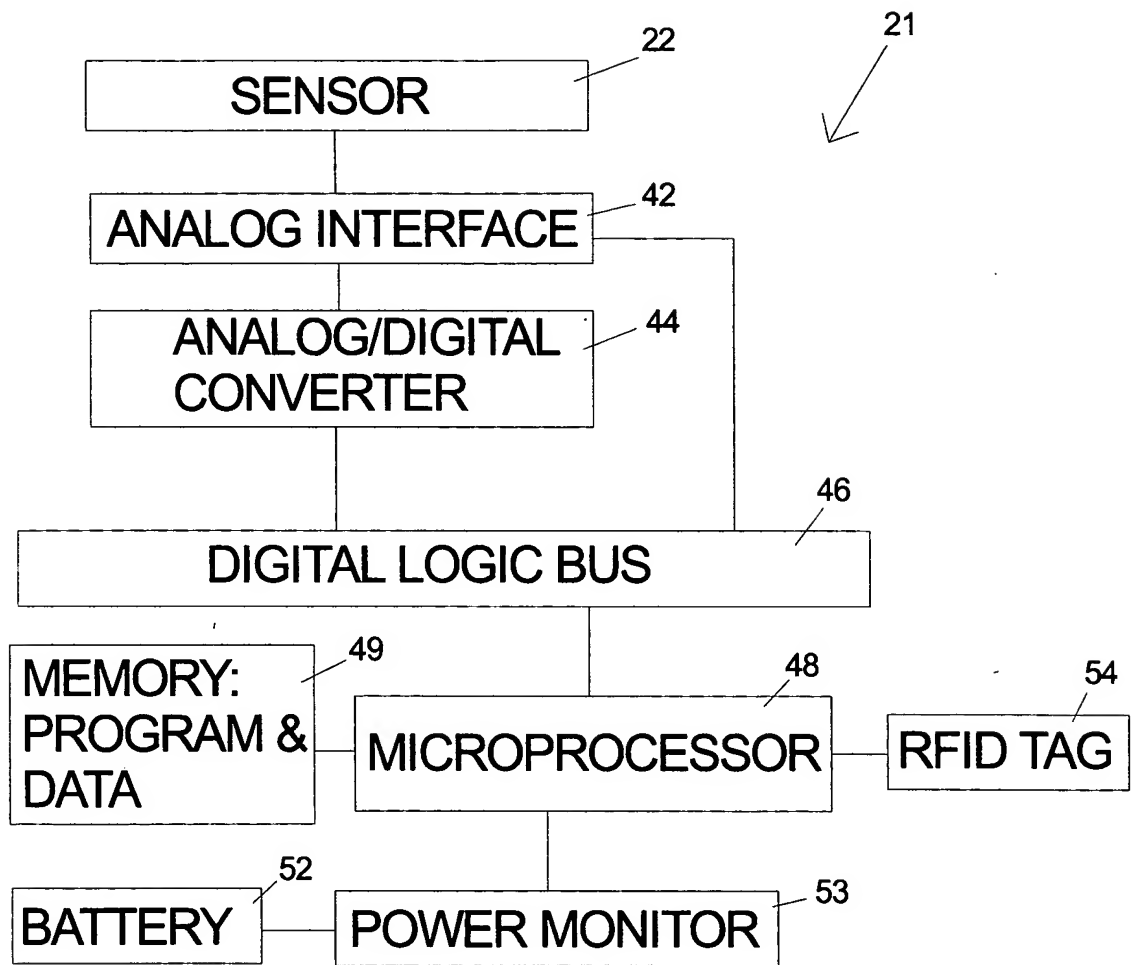 21
22
SENSOR
42
ANALOG INTERFACE
44
ANALOG/DIGITAL
CONVERTER
46
DIGITAL LOGIC BUS
49
MEMORY:
PROGRAM &
DATA
48
MICROPROCESSOR
54
RFID TAG
52
BATTERY
53
POWER MONITOR